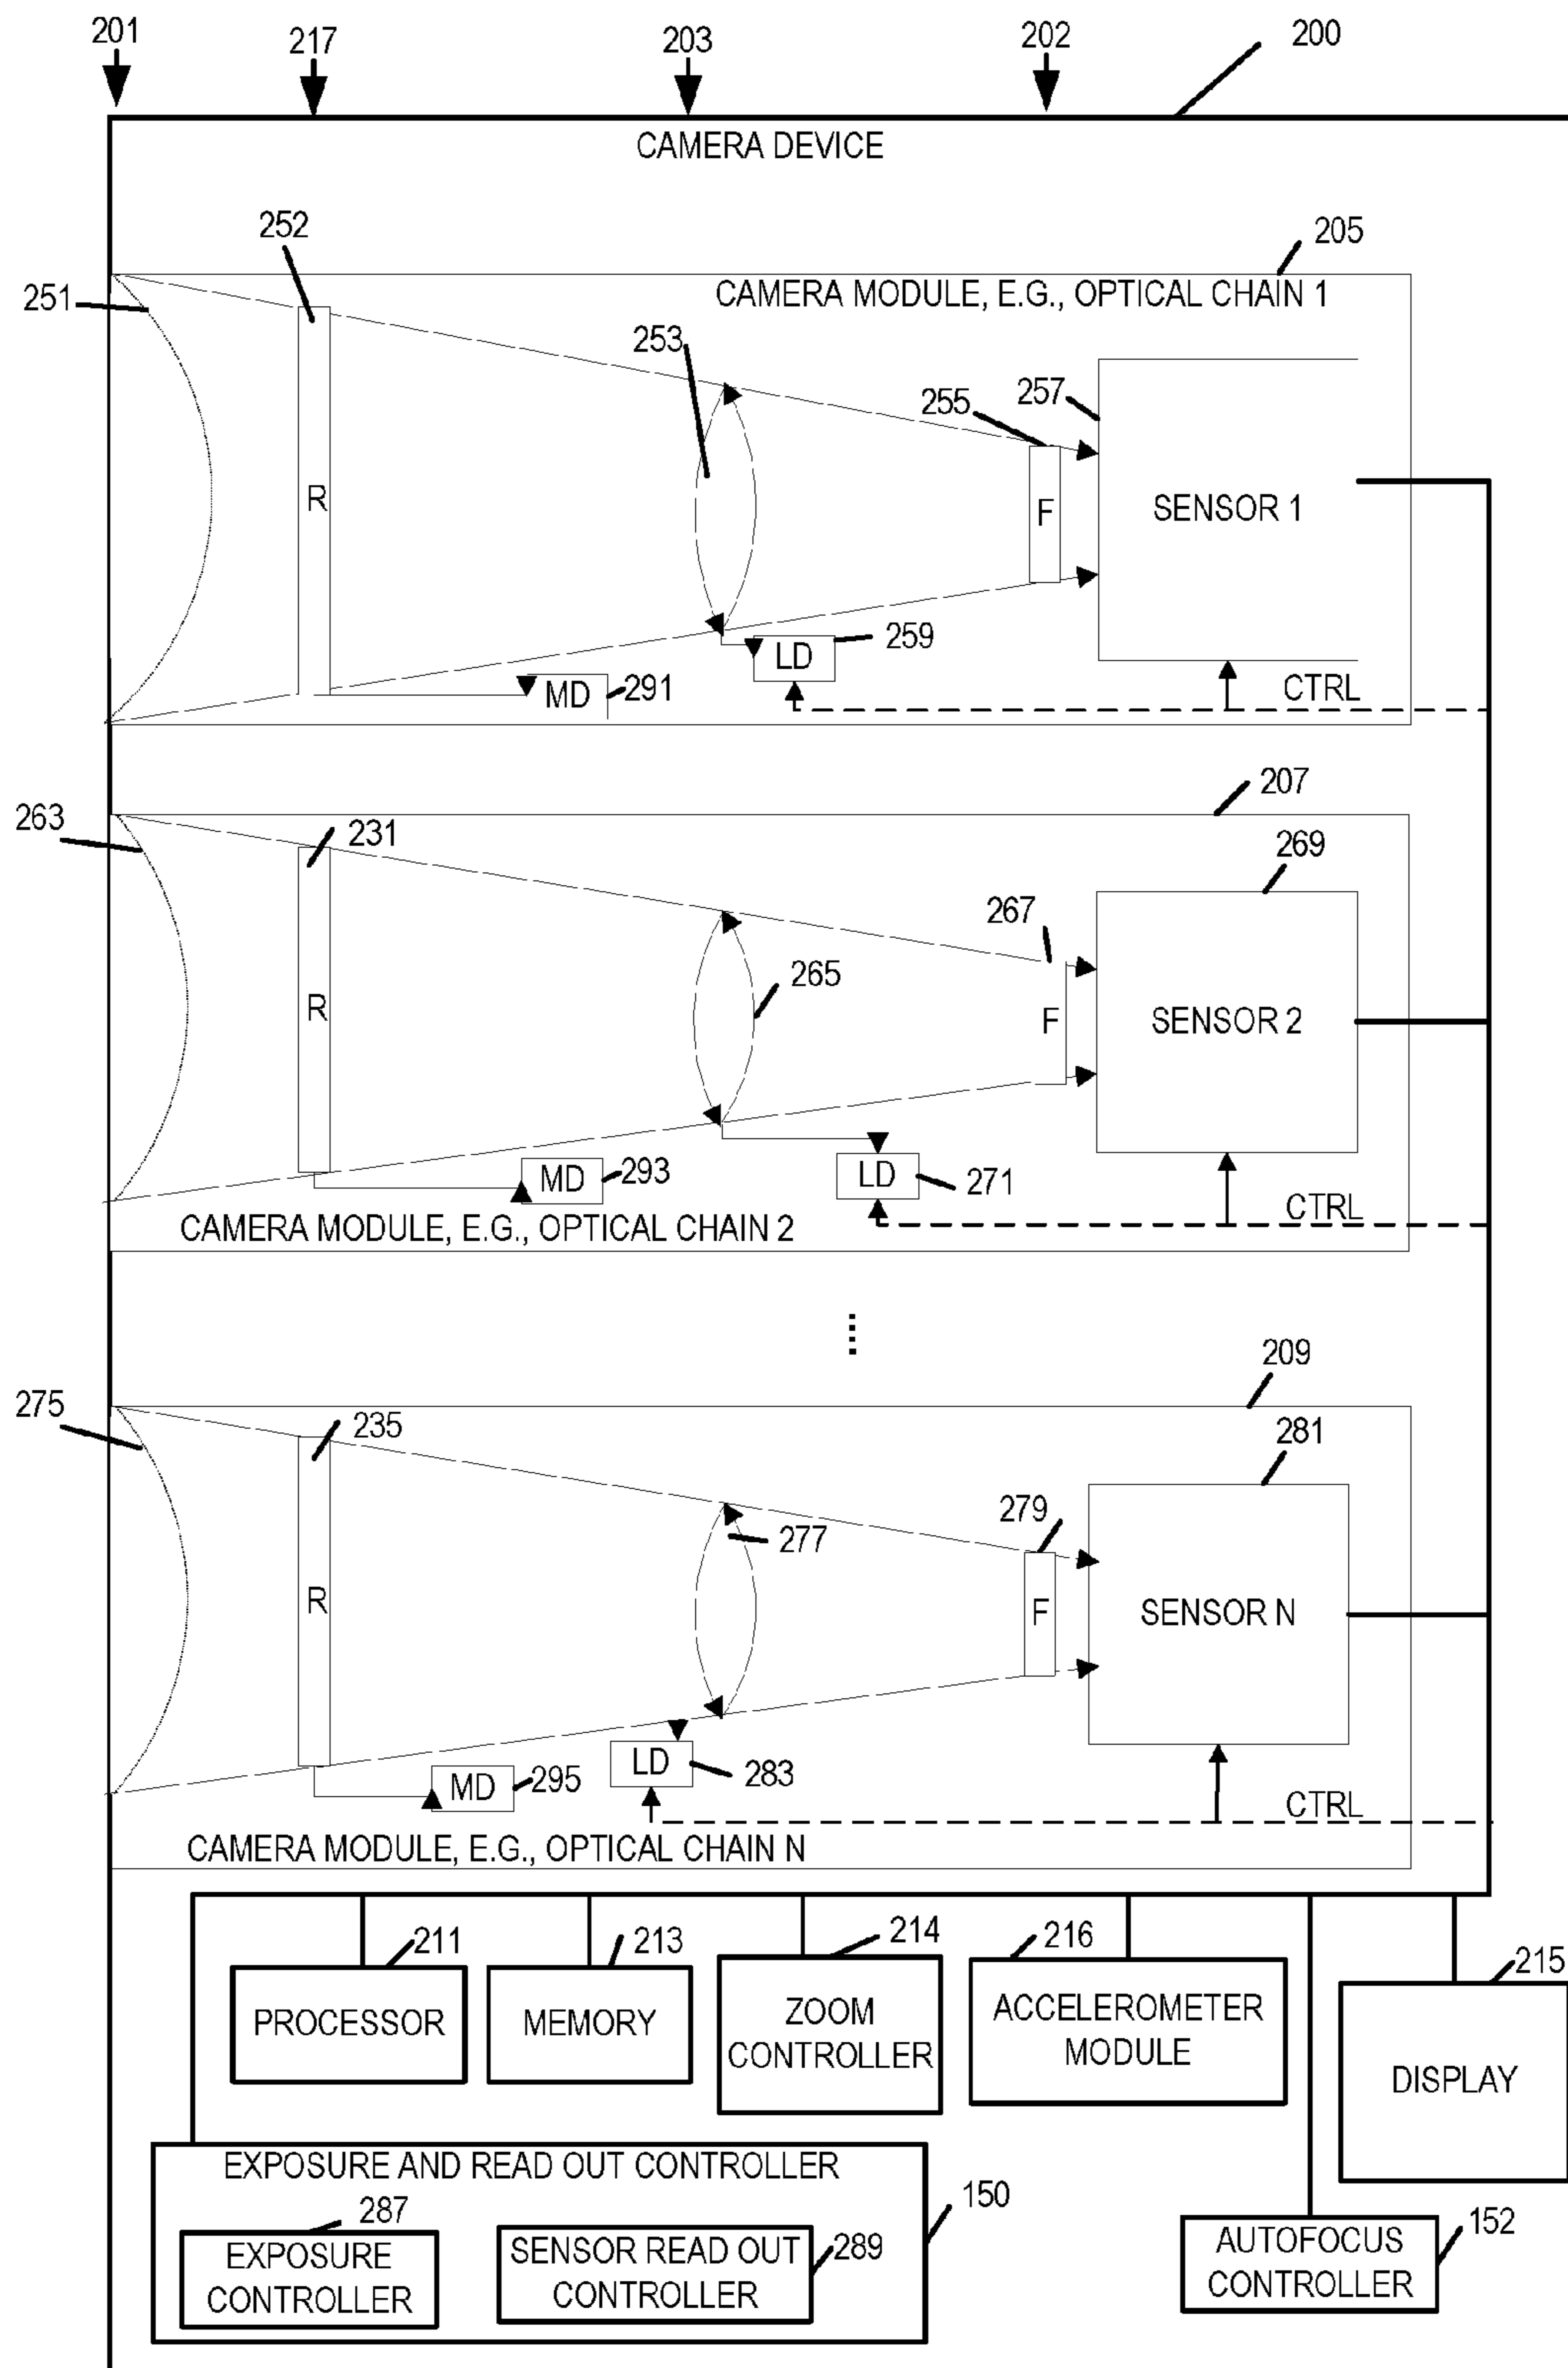 201
217
203
202
200
CAMERA DEVICE
252
205
251
CAMERA MODULE, E.G., OPTICAL CHAIN 1
253
255
257
R
F
SENSOR 1
259
LD
MD
291
CTRL
207
263
231
269
267
265
R
F
SENSOR 2
293
MD
LD
271
CTRL
CAMERA MODULE, E.G., OPTICAL CHAIN 2
209
275
235
281
279
277
R
F
SENSOR N
LD
283
MD
295
CTRL
CAMERA MODULE, E.G., OPTICAL CHAIN N
211
213
214
216
215
PROCESSOR
MEMORY
ZOOM
CONTROLLER
ACCELEROMETER
MODULE
DISPLAY
EXPOSURE AND READ OUT CONTROLLER
150
287
EXPOSURE
CONTROLLER
SENSOR READ OUT
CONTROLLER
289
152
AUTOFOCUS
CONTROLLER